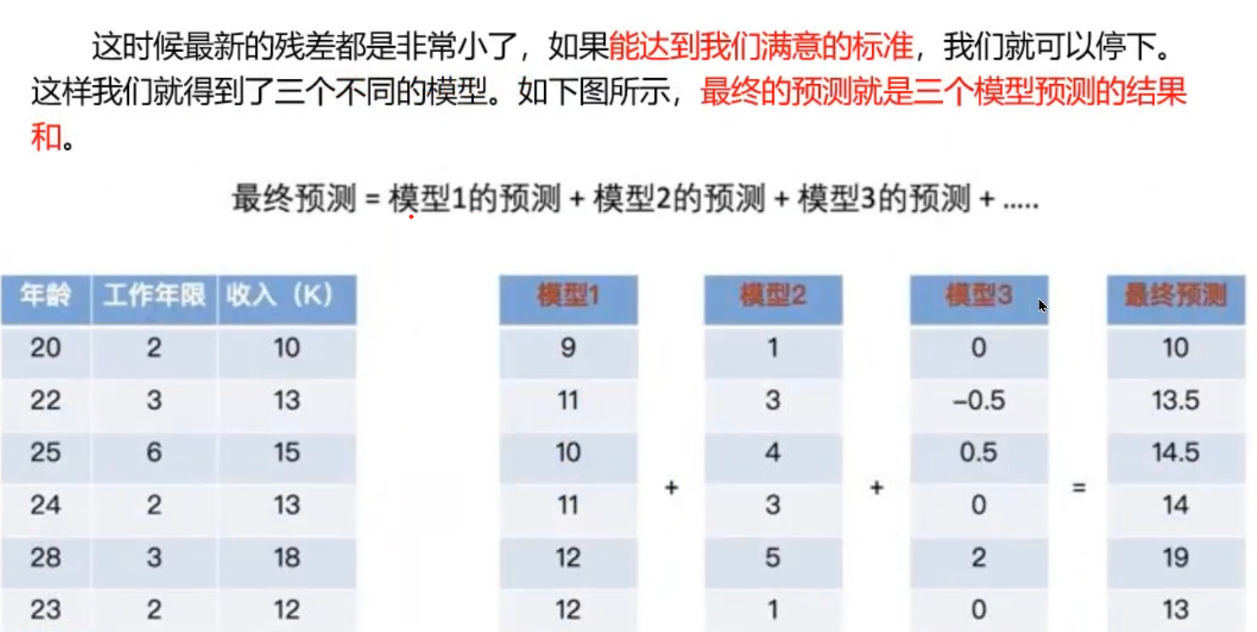 这时候最新的残差都是非常小了，如果能达到我们满意的标准，我们就可以停下。
这样我们就得到了三个不同的模型。如下图所示，最终的预测就是三个模型预测的结果
和。
最终预测 = 模型1的预测 + 模型2的预测 + 模型3的预测 + .....
年龄 工作年限 收入（K） 模型1 模型2 模型3 最终预测
20 2 10 9 1 0 10
22 3 13 11 3 –0.5 13.5
25 6 15 10 4 0.5 14.5
+ + =
24 2 13 11 3 0 14
28 3 18 12 5 2 19
23 2 12 12 1 0 13